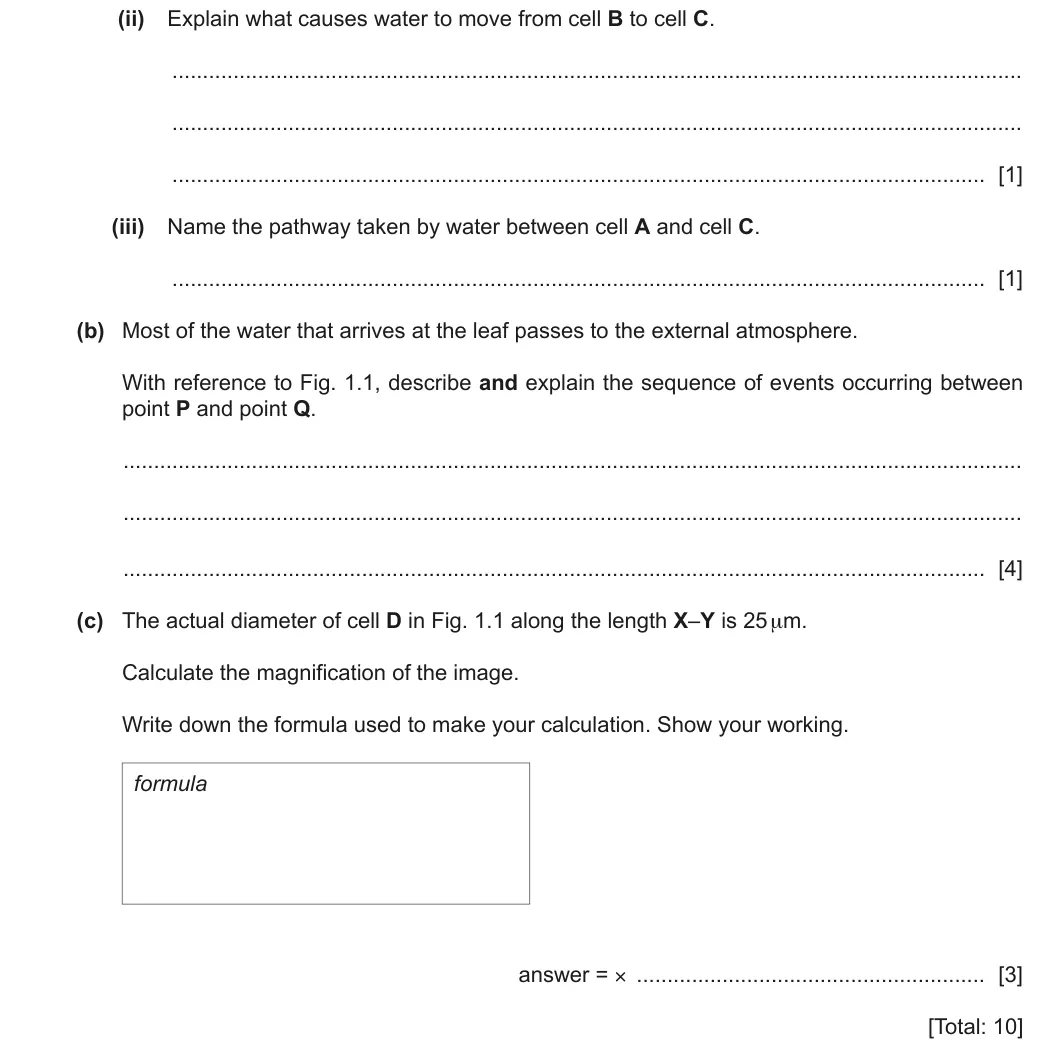 (ii) Explain what causes water to move from cell B to cell C.
..........................................................................................................................................
..........................................................................................................................................
.................................................................................................................................... [1]
(iii) Name the pathway taken by water between cell A and cell C.
.................................................................................................................................... [1]
(b) Most of the water that arrives at the leaf passes to the external atmosphere.
With reference to Fig. 1.1, describe and explain the sequence of events occurring between
point P and point Q.
..................................................................................................................................................
..................................................................................................................................................
............................................................................................................................................ [4]
(c) The actual diameter of cell D in Fig. 1.1 along the length X–Y is 25 μm.
Calculate the magnification of the image.
Write down the formula used to make your calculation. Show your working.
formula
answer = × ......................................................... [3]
[Total: 10]